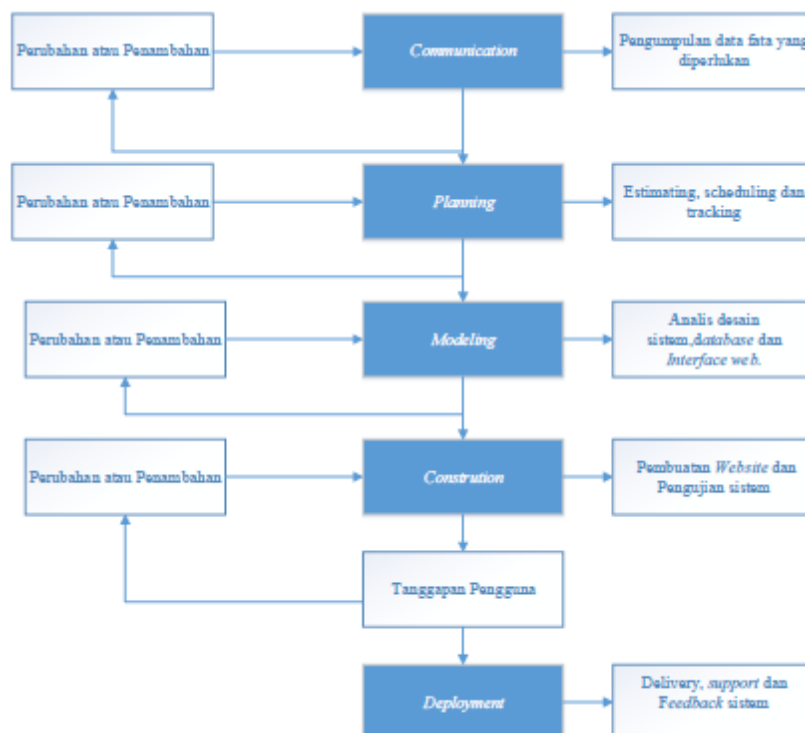 Perubahan atau Penambahan
Communication
Pengumpulan data fata yang
diperlukan
Perubahan atau Penambahan
Planning
Estimating, scheduling dan
tracking
Perubahan atau Penambahan
Modeling
Analis desain
sistem,database dan
Interface web.
Perubahan atau Penambahan
Constrution
Pembuatan Website dan
Pengujian sistem
Tanggapan Pengguna
Deployment
Delivery, support dan
Feedback sistem